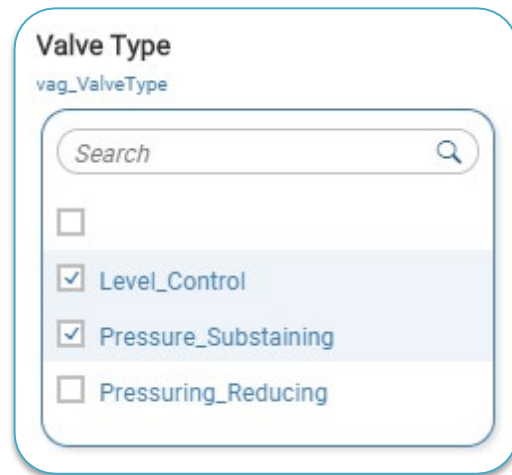 Valve Type
vag_ValveType
Search
Level_Control
Pressure_Substaining
Pressuring_Reducing